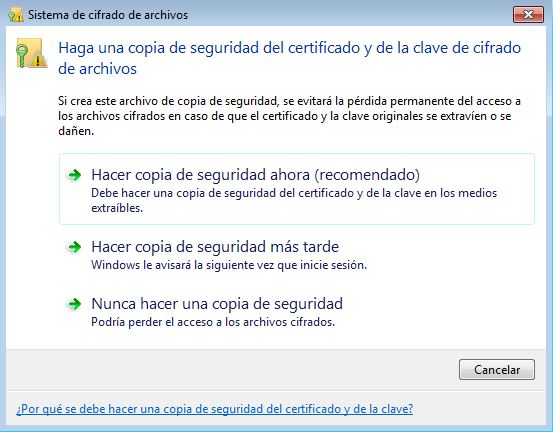 Sistema de cifrado de archivos
Haga una copia de seguridad del certificado y de la clave de cifrado
de archivos
Si crea este archivo de copia de seguridad, se evitará la pérdida permanente del acceso a
los archivos cifrados en caso de que el certificado y la clave originales se extravíen o se
dañen.
Hacer copia de seguridad ahora (recomendado)
Debe hacer una copia de seguridad del certificado y de la clave en los medios
extraíbles.
Hacer copia de seguridad más tarde
Windows le avisará la siguiente vez que inicie sesión.
Nunca hacer una copia de seguridad
Podría perder el acceso a los archivos cifrados.
Cancelar
¿Por qué se debe hacer una copia de seguridad del certificado y de la clave?